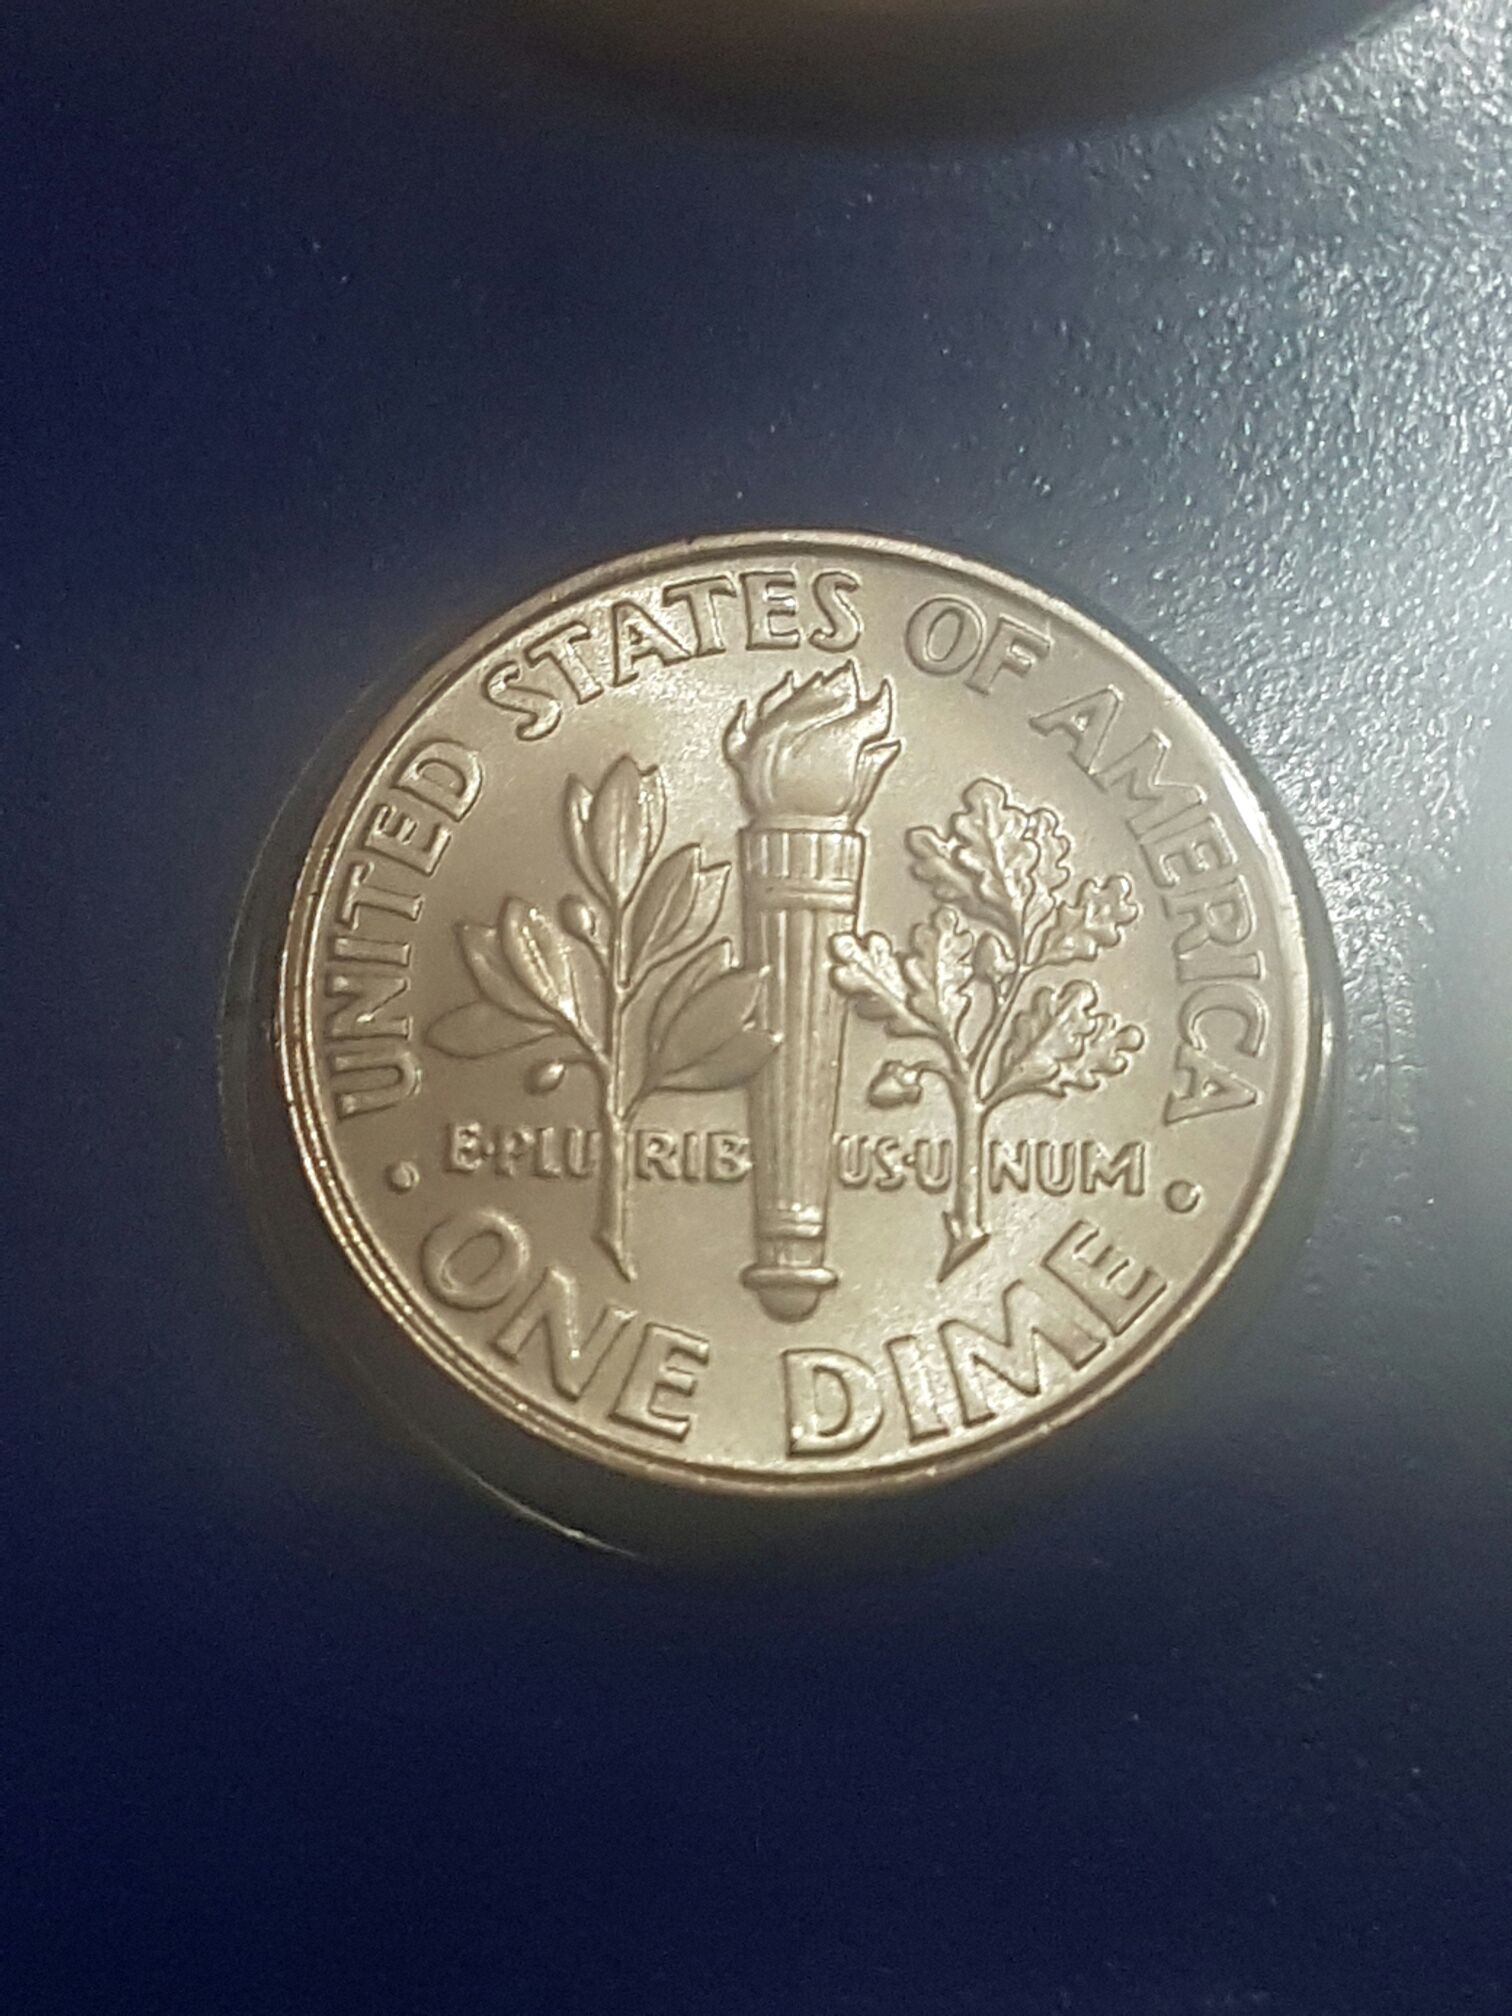 UNITED STATES OF AMERICA
E·PLURIBUS·UNUM
· ONE DIME ·